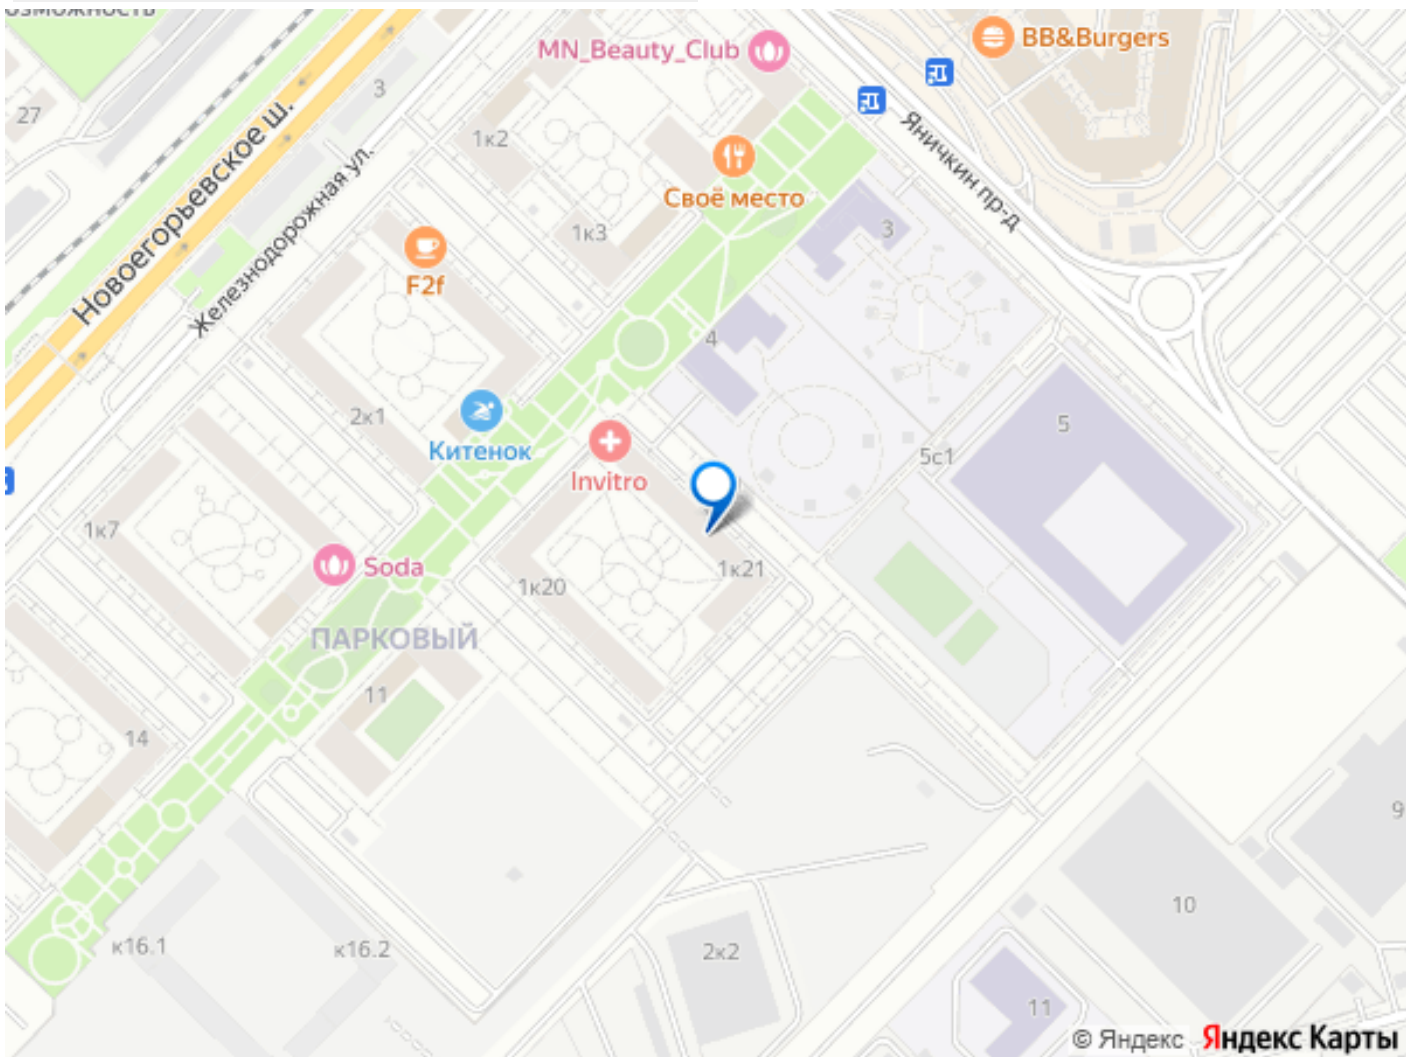 MN_Beauty_Club
BB&Burgers
27
3
Новоегорьевское ш.
Железнодорожная ул.
1к2
Яничкин пр-д
Своё место
1к3
3
F2f
4
2к1
5
Китенок
5с1
Invitro
1к7
Soda
1к20
1к21
ПАРКОВЫЙ
11
14
9
10
к16.1
к16.2
2к2
11
© Яндекс Яндекс Карты